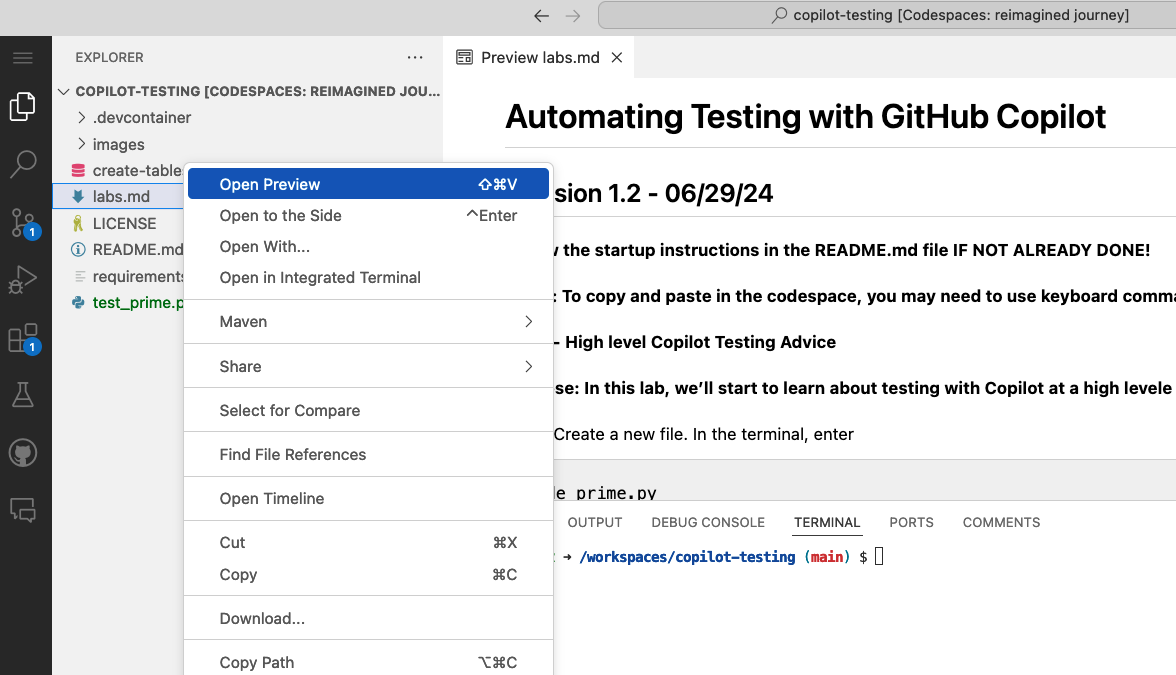 copilot-testing [Codespaces: reimagined journey]
EXPLORER
COPILOT-TESTING [CODESPACES: REIMAGINED JOU...
.devcontainer
images
create-table
labs.md
LICENSE
README.md
requirements
test_prime.p
1
1
Open Preview ⇧⌘V
Open to the Side ^Enter
Open With...
Open in Integrated Terminal
Maven
Share
Select for Compare
Find File References
Open Timeline
Cut ⌘X
Copy ⌘C
Download...
Copy Path ⌥⌘C
Preview labs.md
Automating Testing with GitHub Copilot
sion 1.2 - 06/29/24
w the startup instructions in the README.md file IF NOT ALREADY DONE!
: To copy and paste in the codespace, you may need to use keyboard comma
- High level Copilot Testing Advice
se: In this lab, we’ll start to learn about testing with Copilot at a high levele
Create a new file. In the terminal, enter
de prime.py
OUTPUT DEBUG CONSOLE TERMINAL PORTS COMMENTS
➜ /workspaces/copilot-testing (main) $